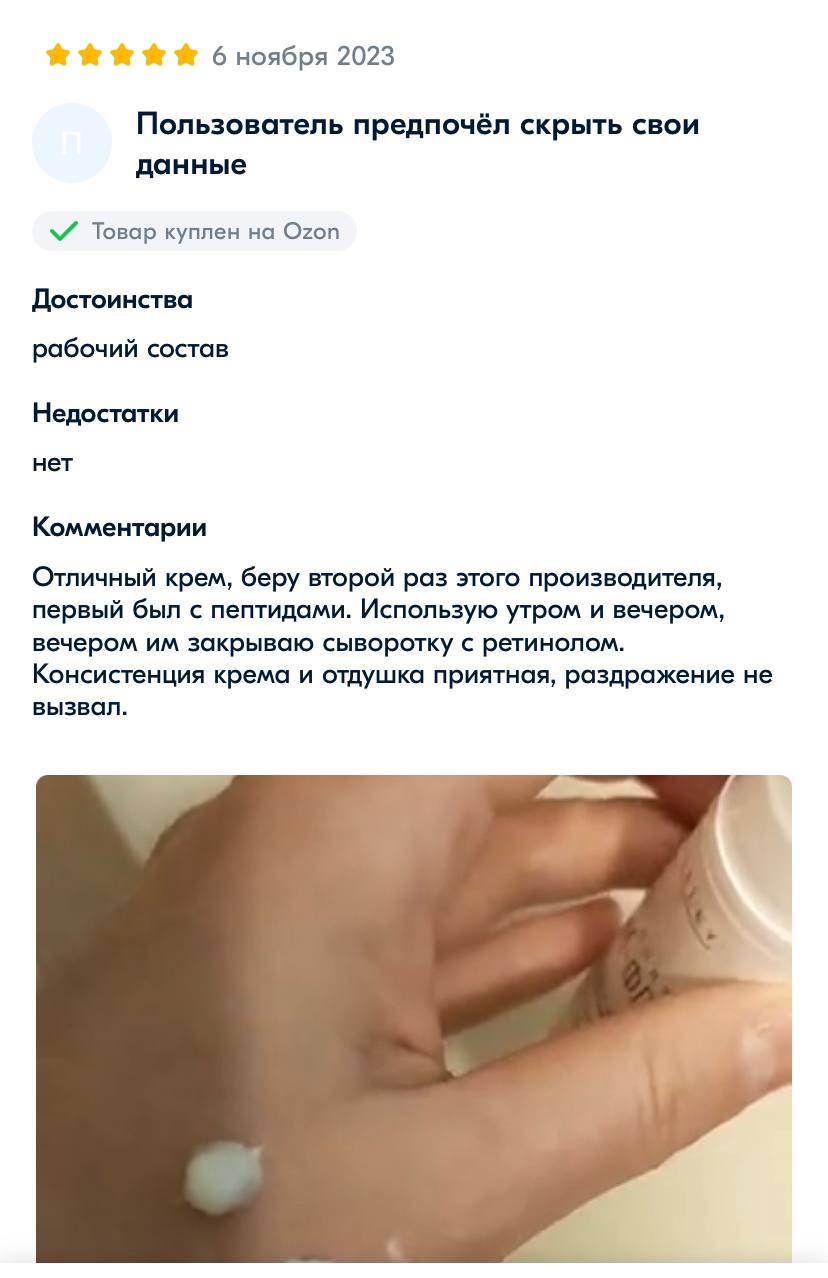 6 ноября 2023
П
Пользователь предпочёл скрыть свои
данные
Товар куплен на Ozon
Достоинства
рабочий состав
Недостатки
нет
Комментарии
Отличный крем, беру второй раз этого производителя,
первый был с пептидами. Использую утром и вечером,
вечером им закрываю сыворотку с ретинолом.
Консистенция крема и отдушка приятная, раздражение не
вызвал.